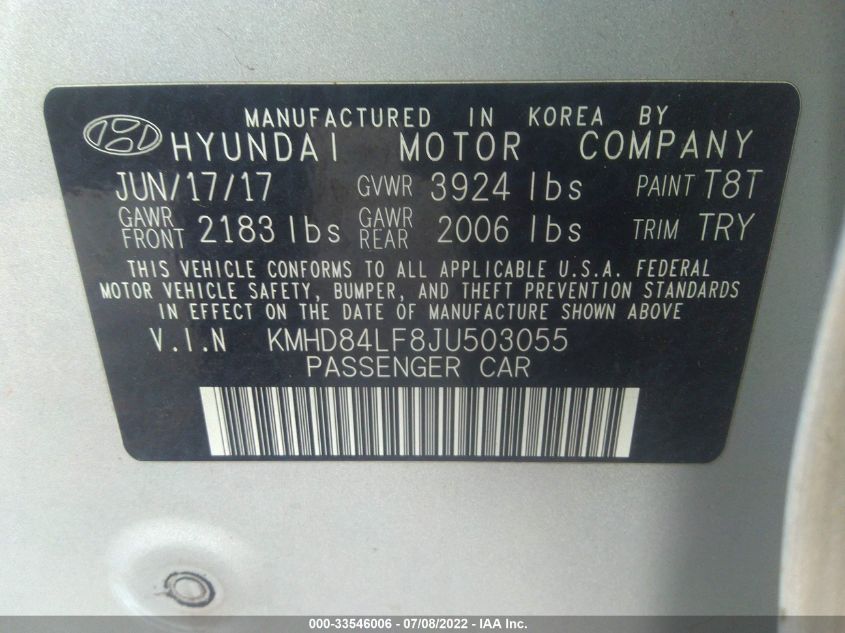 MANUFACTURED IN KOREA BY
HYUNDAI MOTOR COMPANY
JUN/17/17 GVWR 3924 lbs PAINT T8T
GAWR FRONT 2183 lbs GAWR REAR 2006 lbs TRIM TRY
THIS VEHICLE CONFORMS TO ALL APPLICABLE U.S.A. FEDERAL
MOTOR VEHICLE SAFETY, BUMPER, AND THEFT PREVENTION STANDARDS
IN EFFECT ON THE DATE OF MANUFACTURE SHOWN ABOVE
V.I.N KMHD84LF8JU503055
PASSENGER CAR
000-33546006 - 07/08/2022 - IAA Inc.